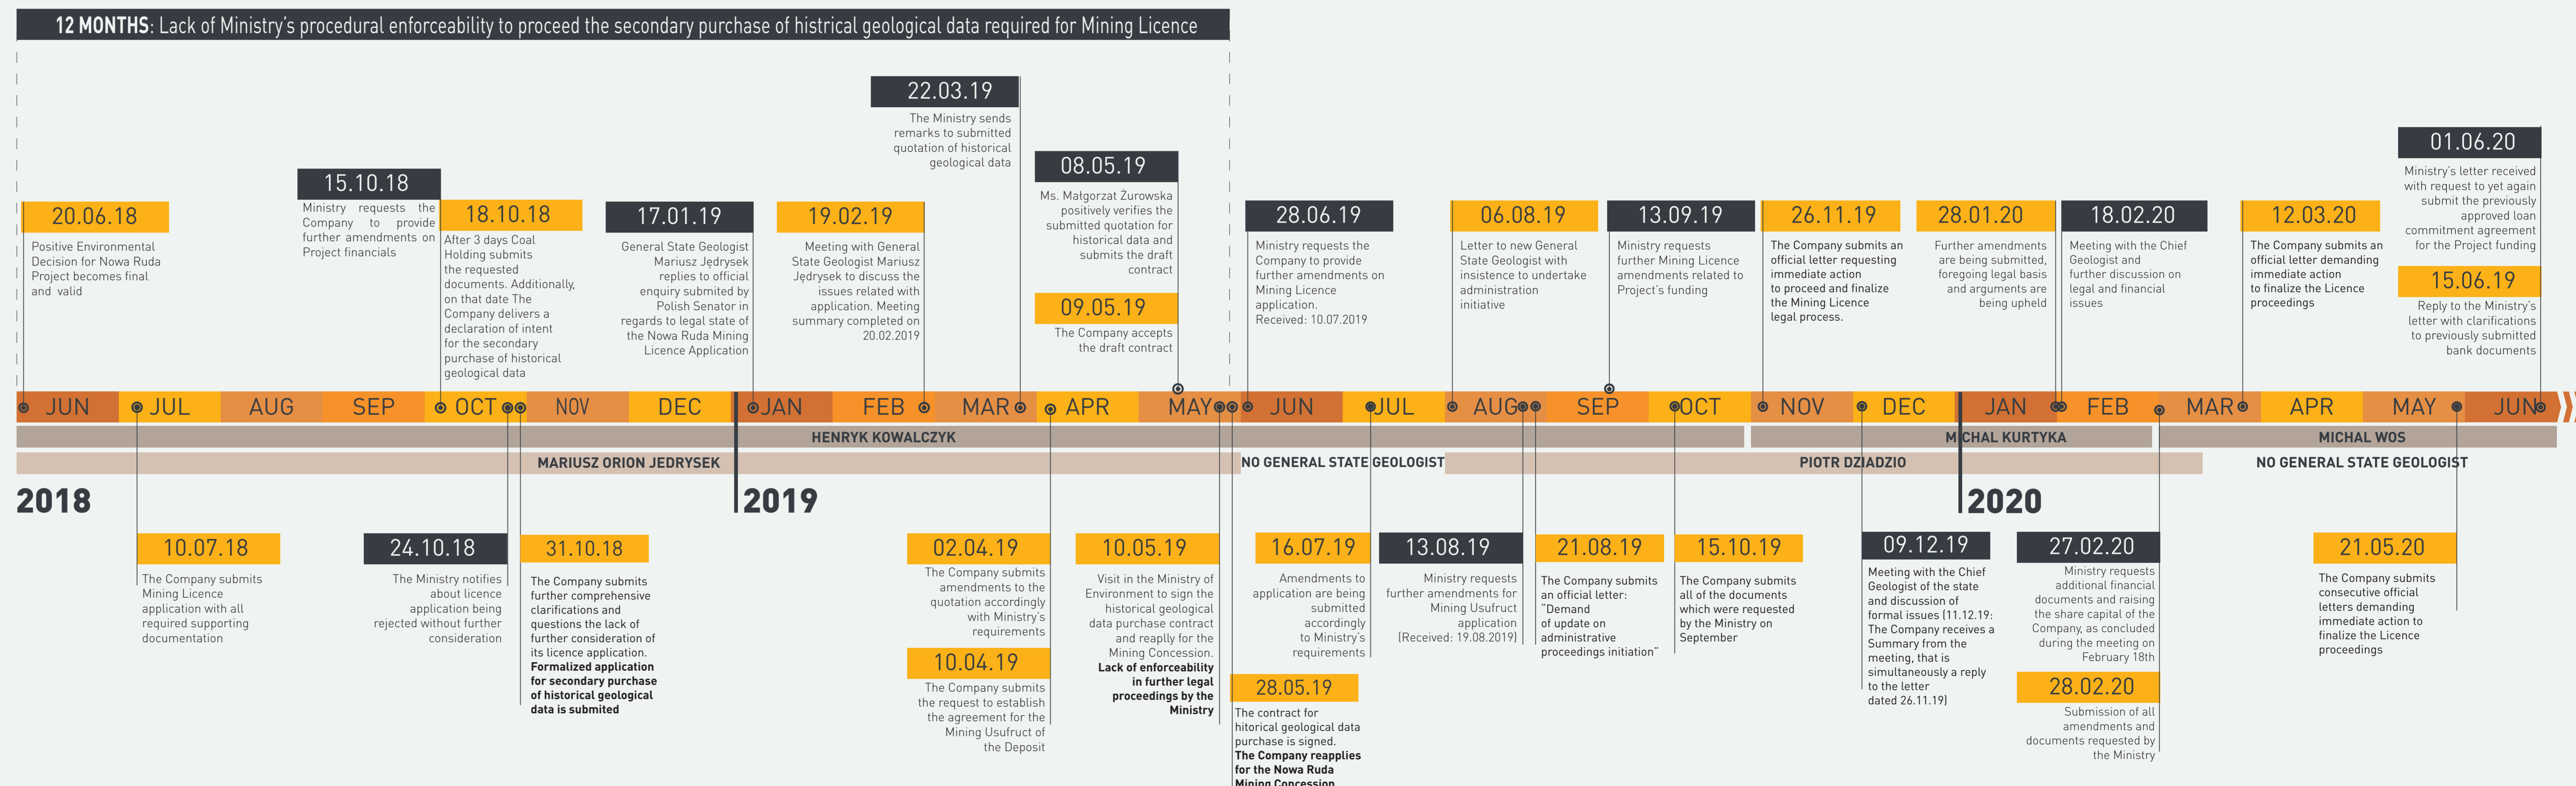 12 MONTHS: Lack of Ministry's procedural enforceability to proceed the secondary purchase of histrical geological data required for Mining Licence
20.06.18
Positive Environmental
Decision for Nowa Ruda
Project becomes final
and valid
15.10.18
Ministry requests the
Company to provide
further amendments on
Project financials
18.10.18
After 3 days Coal
Holding submits
the requested
documents. Additionally,
on that date The
Company delivers a
declaration of intent
for the secondary
purchase of historical
geological data
17.01.19
General State Geologist
Mariusz Jędrysek
replies to official
enquiry submited by
Polish Senator in
regards to legal state of
the Nowa Ruda Mining
Licence Application
19.02.19
Meeting with General
State Geologist Mariusz
Jędrysek to discuss the
issues related with
application. Meeting
summary completed on
20.02.2019
22.03.19
The Ministry sends
remarks to submitted
quotation of historical
geological data
08.05.19
Ms. Małgorzat Żurowska
positively verifies the
submitted quotation for
historical data and
submits the draft
contract
09.05.19
The Company accepts
the draft contract
28.06.19
Ministry requests the
Company to provide
further amendments on
Mining Licence
application.
Received: 10.07.2019
06.08.19
Letter to new General
State Geologist with
insistence to undertake
administration
initiative
13.09.19
Ministry requests
further Mining Licence
amendments related to
Project's funding
26.11.19
The Company submits an
official letter requesting
immediate action
to proceed and finalize
the Mining Licence
legal process.
28.01.20
Further amendments
are being submitted,
foregoing legal basis
and arguments are
being upheld
18.02.20
Meeting with the Chief
Geologist and
further discussion on
legal and financial
issues
12.03.20
The Company submits an
official letter demanding
immediate action
to finalize the Licence
proceedings
01.06.20
Ministry's letter received
with request to yet again
submit the previously
approved loan
commitment agreement
for the Project funding
15.06.19
Reply to the Ministry's
letter with clarifications
to previously submitted
bank documents
JUN JUL AUG SEP OCT NOV DEC JAN FEB MAR APR MAY JUN JUL AUG SEP OCT NOV DEC JAN FEB MAR APR MAY JUN
HENRYK KOWALCZYK MICHAL KURTYKA MICHAL WOS
MARIUSZ ORION JEDRYSEK NO GENERAL STATE GEOLOGIST PIOTR DZIADZIO NO GENERAL STATE GEOLOGIST
2018 2019 2020
10.07.18
The Company submits
Mining Licence
application with all
required supporting
documentation
24.10.18
The Ministry notifies
about licence
application being
rejected without further
consideration
31.10.18
The Company submits
further comprehensive
clarifications and
questions the lack of
further consideration of
its licence application.
Formalized application
for secondary purchase
of historical geological
data is submited
02.04.19
The Company submits
amendments to the
quotation accordingly
with Ministry's
requirements
10.04.19
The Company submits
the request to establish
the agreement for the
Mining Usufruct of
the Deposit
10.05.19
Visit in the Ministry of
Environment to sign the
historical geological
data purchase contract
and reaplly for the
Mining Concession.
Lack of enforceability
in further legal
proceedings by the
Ministry
28.05.19
The contract for
hitorical geological data
purchase is signed.
The Company reapplies
for the Nowa Ruda
Mining Concession
16.07.19
Amendments to
application are being
submitted
accordingly
to Ministry's
requirements
13.08.19
Ministry requests
further amendments for
Mining Usufruct
application
(Received: 19.08.2019)
21.08.19
The Company submits
an official letter:
"Demand
of update on
administrative
proceedings initiation"
15.10.19
The Company submits
all of the documents
which were requested
by the Ministry on
September
09.12.19
Meeting with the Chief
Geologist of the state
and discussion of
formal issues (11.12.19:
The Company receives a
Summary from the
meeting, that is
simultaneously a reply
to the letter
dated 26.11.19)
27.02.20
Ministry requests
additional financial
documents and raising
the share capital of the
Company, as concluded
during the meeting on
February 18th
28.02.20
Submission of all
amendments and
documents requested by
the Ministry
21.05.20
The Company submits
consecutive official
letters demanding
immediate action to
finalize the Licence
proceedings